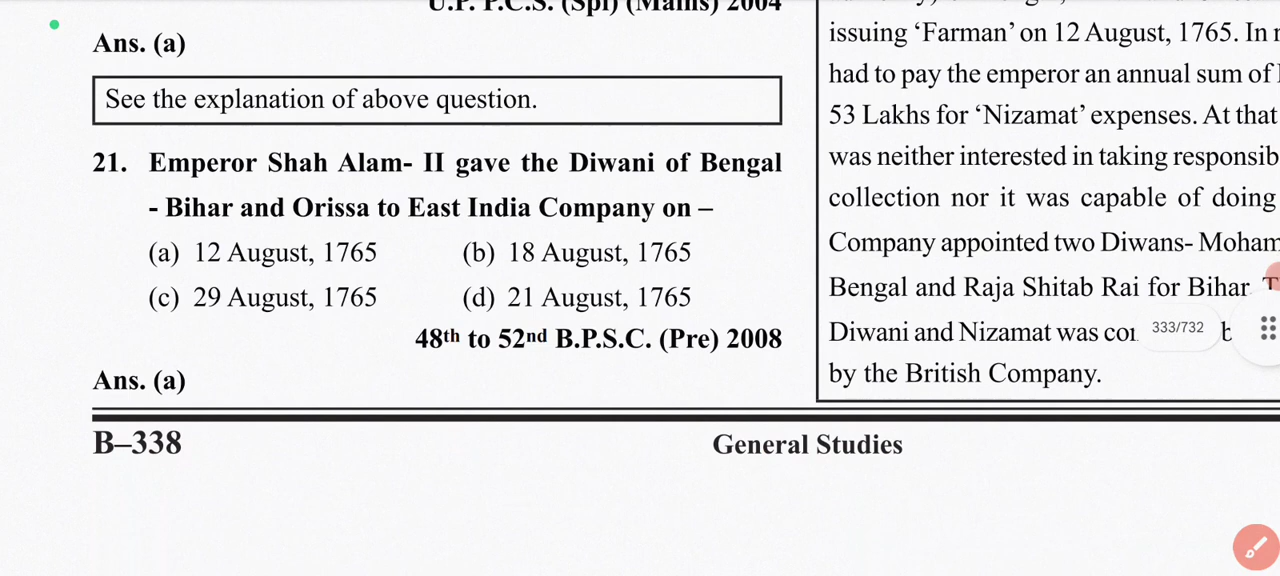 U.P. P.C.S. (Spl) (Mains) 2004
Ans. (a)
See the explanation of above question.
21. Emperor Shah Alam- II gave the Diwani of Bengal
- Bihar and Orissa to East India Company on –
(a) 12 August, 1765 (b) 18 August, 1765
(c) 29 August, 1765 (d) 21 August, 1765
48th to 52nd B.P.S.C. (Pre) 2008
Ans. (a)
issuing ‘Farman’ on 12 August, 1765. In
had to pay the emperor an annual sum of
53 Lakhs for ‘Nizamat’ expenses. At that
was neither interested in taking responsib
collection nor it was capable of doing
Company appointed two Diwans- Moham
Bengal and Raja Shitab Rai for Bihar. T
Diwani and Nizamat was con
333/732
by the British Company.
B–338
General Studies